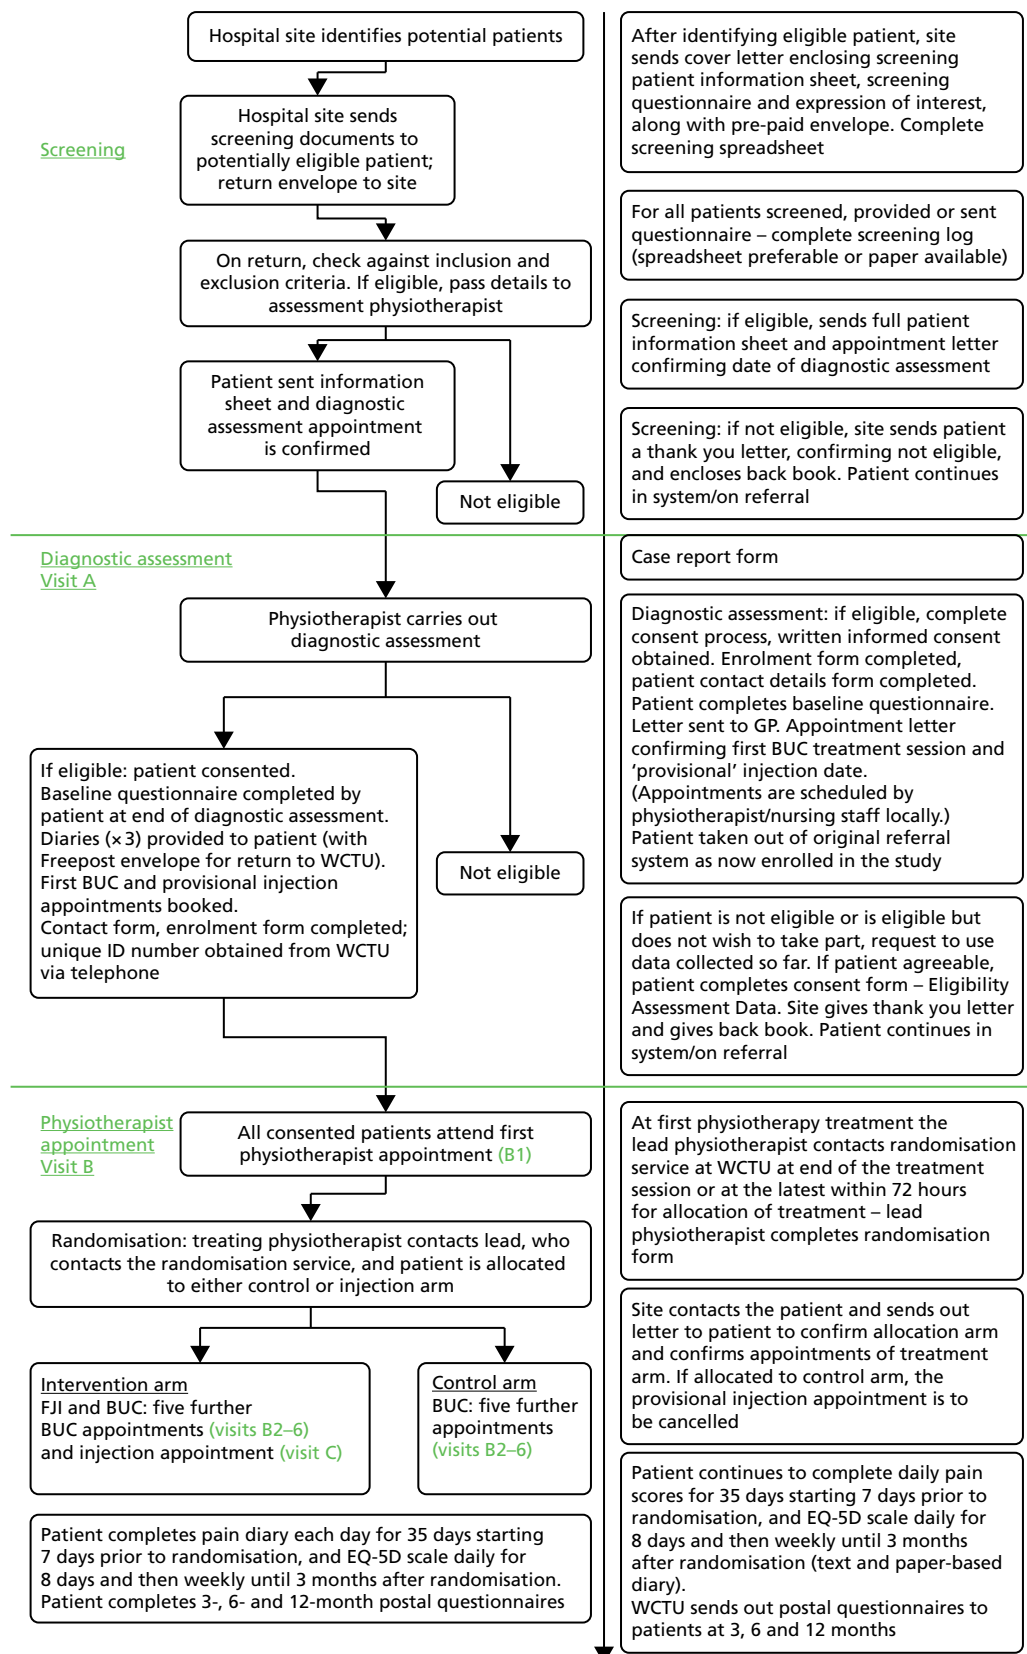 Hospital site identifies potential patients
Hospital site sends
screening documents to
potentially eligible patient;
return envelope to site
Screening
On return, check against inclusion and
exclusion criteria. If eligible, pass details to
assessment physiotherapist
Patient sent information
sheet and diagnostic
assessment appointment
is confirmed
Not eligible
After identifying eligible patient, site
sends cover letter enclosing screening
patient information sheet, screening
questionnaire and expression of interest,
along with pre-paid envelope. Complete
screening spreadsheet
For all patients screened, provided or sent
questionnaire – complete screening log
(spreadsheet preferable or paper available)
Screening: if eligible, sends full patient
information sheet and appointment letter
confirming date of diagnostic assessment
Screening: if not eligible, site sends patient
a thank you letter, confirming not eligible,
and encloses back book. Patient continues
in system/on referral
Diagnostic assessment
Visit A
Physiotherapist carries out
diagnostic assessment
If eligible: patient consented.
Baseline questionnaire completed by
patient at end of diagnostic assessment.
Diaries (×3) provided to patient (with
Freepost envelope for return to WCTU).
First BUC and provisional injection
appointments booked.
Contact form, enrolment form completed;
unique ID number obtained from WCTU
via telephone
Not eligible
Case report form
Diagnostic assessment: if eligible, complete
consent process, written informed consent
obtained. Enrolment form completed,
patient contact details form completed.
Patient completes baseline questionnaire.
Letter sent to GP. Appointment letter
confirming first BUC treatment session and
‘provisional’ injection date.
(Appointments are scheduled by
physiotherapist/nursing staff locally.)
Patient taken out of original referral
system as now enrolled in the study
If patient is not eligible or is eligible but
does not wish to take part, request to use
data collected so far. If patient agreeable,
patient completes consent form – Eligibility
Assessment Data. Site gives thank you letter
and gives back book. Patient continues in
system/on referral
Physiotherapist
appointment
Visit B
All consented patients attend first
physiotherapist appointment (B1)
Randomisation: treating physiotherapist contacts lead, who
contacts the randomisation service, and patient is allocated
to either control or injection arm
Intervention arm
FJI and BUC: five further
BUC appointments (visits B2–6)
and injection appointment (visit C)
Control arm
BUC: five further
appointments
(visits B2–6)
Patient completes pain diary each day for 35 days starting
7 days prior to randomisation, and EQ-5D scale daily for
8 days and then weekly until 3 months after randomisation.
Patient completes 3-, 6- and 12-month postal questionnaires
At first physiotherapy treatment the
lead physiotherapist contacts randomisation
service at WCTU at end of the treatment
session or at the latest within 72 hours
for allocation of treatment – lead
physiotherapist completes randomisation
form
Site contacts the patient and sends out
letter to patient to confirm allocation arm
and confirms appointments of treatment
arm. If allocated to control arm, the
provisional injection appointment is to
be cancelled
Patient continues to complete daily pain
scores for 35 days starting 7 days prior to
randomisation, and EQ-5D scale daily for
8 days and then weekly until 3 months
after randomisation (text and paper-based
diary).
WCTU sends out postal questionnaires to
patients at 3, 6 and 12 months